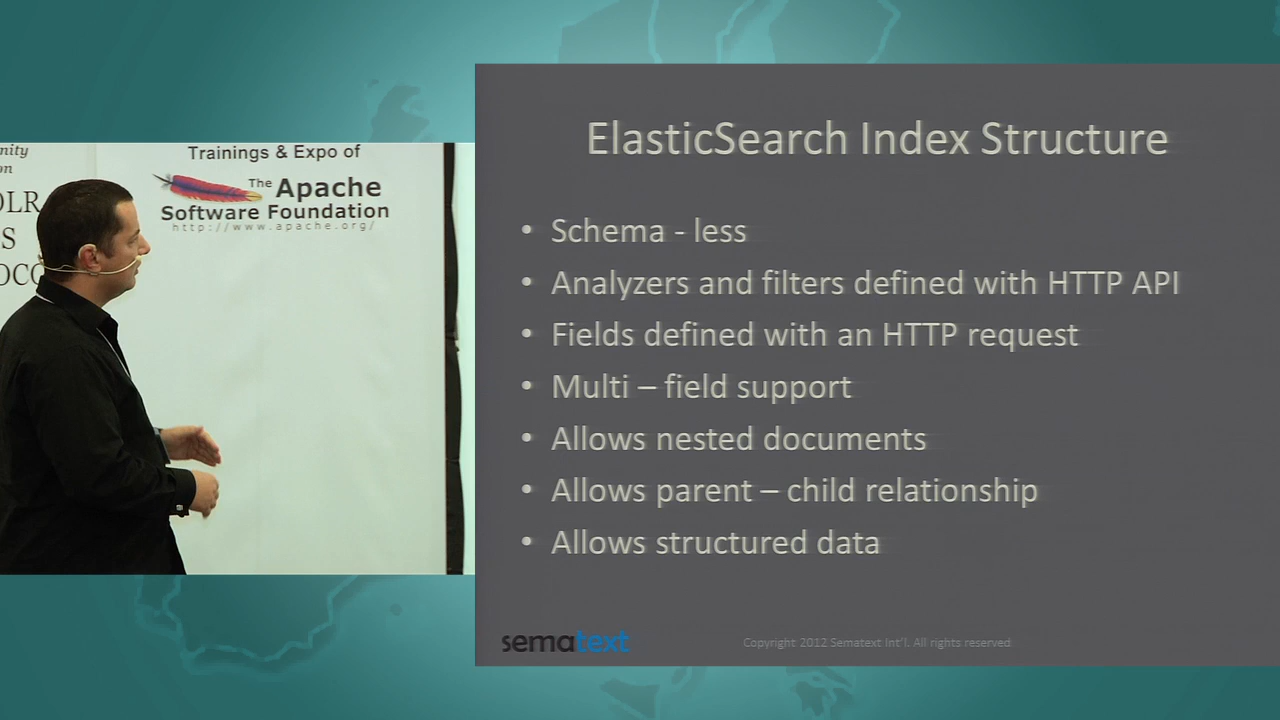 Trainings & Expo of
The Apache
Software Foundation
http://www.apache.org/
ElasticSearch Index Structure
• Schema - less
• Analyzers and filters defined with HTTP API
• Fields defined with an HTTP request
• Multi – field support
• Allows nested documents
• Allows parent – child relationship
• Allows structured data
sematext
Copyright 2012 Sematext Int'l. All rights reserved